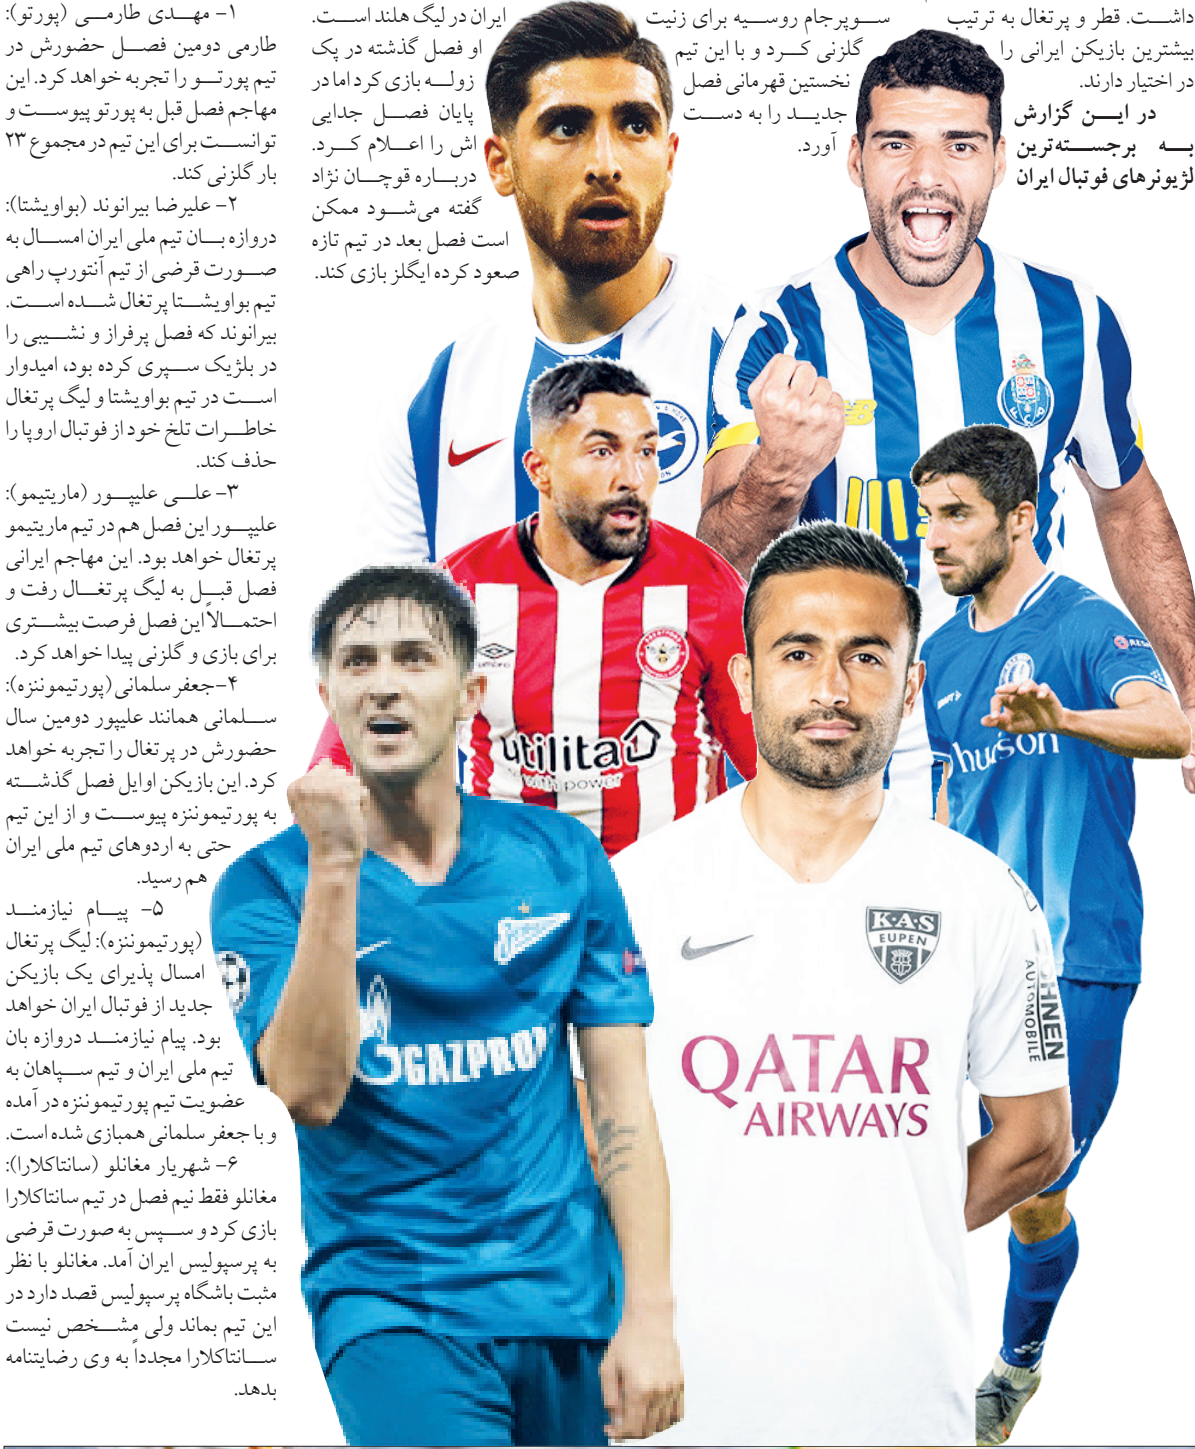 داشت. قطر و پرتغال به ترتیب
بیشترین بازیکن ایرانی را
در اختیار دارند.
در این گزارش
به برجسته‌ترین
لژیونرهای فوتبال ایران
سوپرجام روسیه برای زنیت
گلزنی کرد و با این تیم
نخستین قهرمانی فصل
جدید را به دست
آورد.
ایران در لیگ هلند است.
او فصل گذشته در پک
زوله بازی کرد اما در
پایان فصل جدایی
اش را اعلام کرد.
درباره قوچان نژاد
گفته می‌شود ممکن
است فصل بعد در تیم تازه
صعود کرده ایگلز بازی کند.
۱- مهدی طارمی (پورتو):
طارمی دومین فصل حضورش در
تیم پورتو را تجربه خواهد کرد. این
مهاجم فصل قبل به پورتو پیوست و
توانست برای این تیم در مجموع ۲۳
بار گلزنی کند.
۲- علیرضا بیرانوند (بواویشتا):
دروازه بان تیم ملی ایران امسال به
صورت قرضی از تیم آنتورپ راهی
تیم بواویشتا پرتغال شده است.
بیرانوند که فصل پرفراز و نشیبی را
در بلژیک سپری کرده بود، امیدوار
است در تیم بواویشتا و لیگ پرتغال
خاطرات تلخ خود از فوتبال اروپا را
حذف کند.
۳- علی علیپور (ماریتیمو):
علیپور این فصل هم در تیم ماریتیمو
پرتغال خواهد بود. این مهاجم ایرانی
فصل قبل به لیگ پرتغال رفت و
احتمالاً این فصل فرصت بیشتری
برای بازی و گلزنی پیدا خواهد کرد.
۴-جعفر سلمانی (پورتیموننزه):
سلمانی همانند علیپور دومین سال
حضورش در پرتغال را تجربه خواهد
کرد. این بازیکن اوایل فصل گذشته
به پورتیموننزه پیوست و از این تیم
حتی به اردوهای تیم ملی ایران
هم رسید.
۵- پیام نیازمند
(پورتیموننزه): لیگ پرتغال
امسال پذیرای یک بازیکن
جدید از فوتبال ایران خواهد
بود. پیام نیازمند دروازه بان
تیم ملی ایران و تیم سپاهان به
عضویت تیم پورتیموننزه در آمده
و با جعفر سلمانی همبازی شده است.
۶- شهریار مغانلو (سانتاکلارا):
مغانلو فقط نیم فصل در تیم سانتاکلارا
بازی کرد و سپس به صورت قرضی
به پرسپولیس ایران آمد. مغانلو با نظر
مثبت باشگاه پرسپولیس قصد دارد در
این تیم بماند ولی مشخص نیست
سانتاکلارا مجدداً به وی رضایتنامه
بدهد.
umbro
utilita
with power
K·A·S
EUPEN
QATAR
AIRWAYS
AUTOMOBILE
GAZPROM